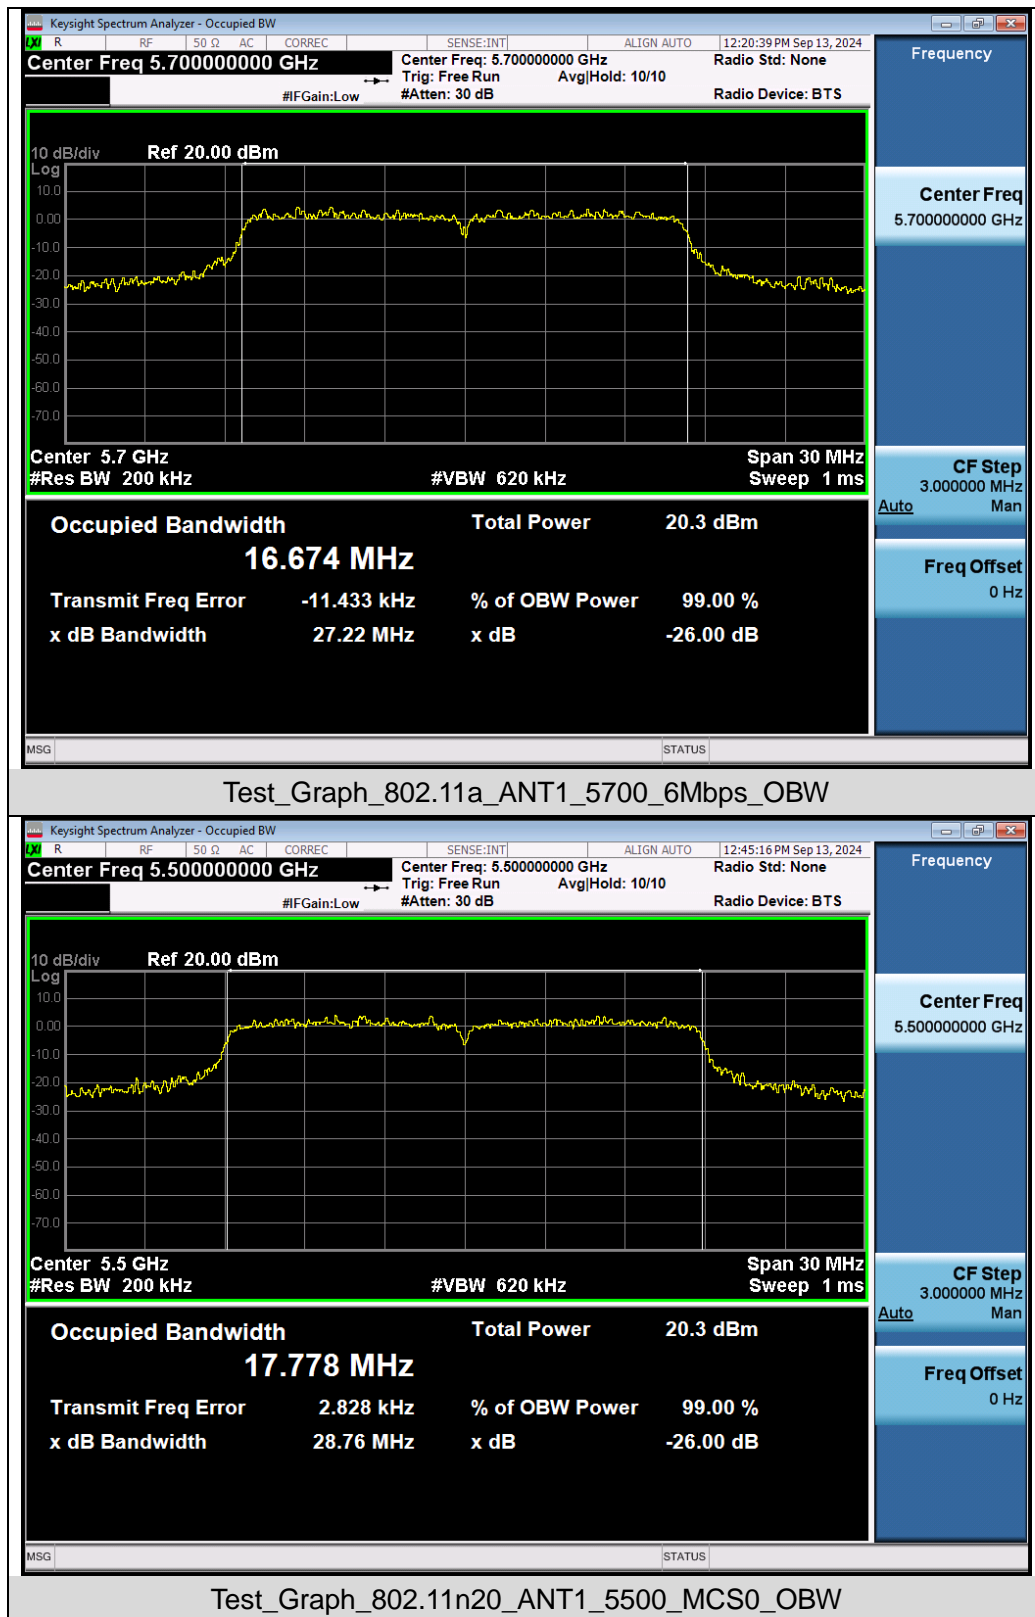 Keysight Spectrum Analyzer - Occupied BW
LXI R RF 50 Ω AC CORREC SENSE:INT ALIGN AUTO 12:20:39 PM Sep 13, 2024
Center Freq 5.700000000 GHz
Center Freq: 5.700000000 GHz
Radio Std: None
Trig: Free Run Avg|Hold: 10/10
#IFGain:Low
#Atten: 30 dB
Radio Device: BTS
10 dB/div Ref 20.00 dBm
Log
10.0
0.00
-10.0
-20.0
-30.0
-40.0
-50.0
-60.0
-70.0
Center 5.7 GHz Span 30 MHz
#Res BW 200 kHz #VBW 620 kHz Sweep 1 ms
Occupied Bandwidth Total Power 20.3 dBm
16.674 MHz
Transmit Freq Error -11.433 kHz % of OBW Power 99.00 %
x dB Bandwidth 27.22 MHz x dB -26.00 dB
MSG STATUS
Frequency
Center Freq
5.700000000 GHz
CF Step
3.000000 MHz
Auto Man
Freq Offset
0 Hz
Test_Graph_802.11a_ANT1_5700_6Mbps_OBW
Keysight Spectrum Analyzer - Occupied BW
LXI R RF 50 Ω AC CORREC SENSE:INT ALIGN AUTO 12:45:16 PM Sep 13, 2024
Center Freq 5.500000000 GHz
Center Freq: 5.500000000 GHz
Radio Std: None
Trig: Free Run Avg|Hold: 10/10
#IFGain:Low
#Atten: 30 dB
Radio Device: BTS
10 dB/div Ref 20.00 dBm
Log
10.0
0.00
-10.0
-20.0
-30.0
-40.0
-50.0
-60.0
-70.0
Center 5.5 GHz Span 30 MHz
#Res BW 200 kHz #VBW 620 kHz Sweep 1 ms
Occupied Bandwidth Total Power 20.3 dBm
17.778 MHz
Transmit Freq Error 2.828 kHz % of OBW Power 99.00 %
x dB Bandwidth 28.76 MHz x dB -26.00 dB
MSG STATUS
Frequency
Center Freq
5.500000000 GHz
CF Step
3.000000 MHz
Auto Man
Freq Offset
0 Hz
Test_Graph_802.11n20_ANT1_5500_MCS0_OBW